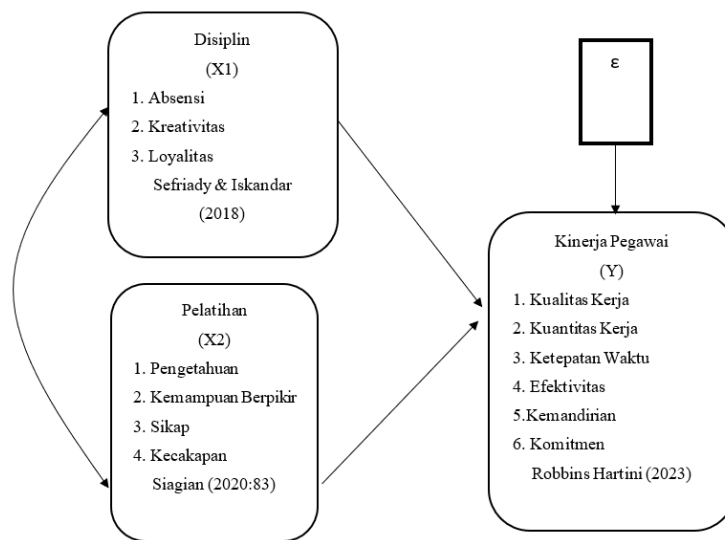 Disiplin
(X1)
1. Absensi
2. Kreativitas
3. Loyalitas
Sefriady & Iskandar
(2018)
Pelatihan
(X2)
1. Pengetahuan
2. Kemampuan Berpikir
3. Sikap
4. Kecakapan
Siagian (2020:83)
ε
Kinerja Pegawai
(Y)
1. Kualitas Kerja
2. Kuantitas Kerja
3. Ketepatan Waktu
4. Efektivitas
5.Kemandirian
6. Komitmen
Robbins Hartini (2023)